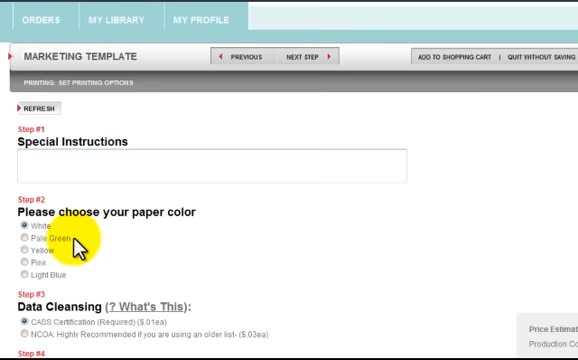 ORDERS MY LIBRARY MY PROFILE
MARKETING TEMPLATE PREVIOUS NEXT STEP ADD TO SHOPPING CART | QUIT WITHOUT SAVING
PRINTING: SET PRINTING OPTIONS
REFRESH
Step #1
Special Instructions
Step #2
Please choose your paper color
White
Pale Green
Yellow
Pink
Light Blue
Step #3
Data Cleansing (? What's This):
CASS Certification (Required) ($.01ea)
NCOA: Highly Recommended if you are using an older list- ($.03ea)
Price Estimat
Production Co
Step #4